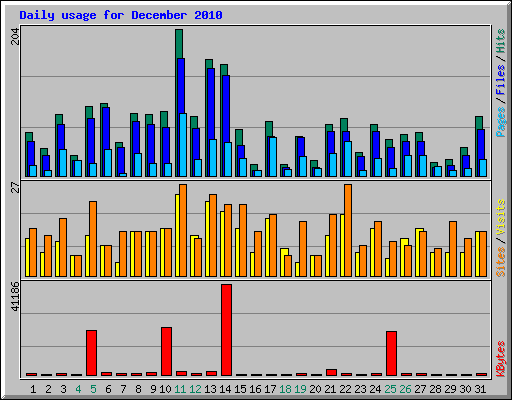 Daily usage for December 2010
204
Pages / Files / Hits
27
Sites / Visits
41186
KBytes
1 2 3 4 5 6 7 8 9 10 11 12 13 14 15 16 17 18 19 20 21 22 23 24 25 26 27 28 29 30 31